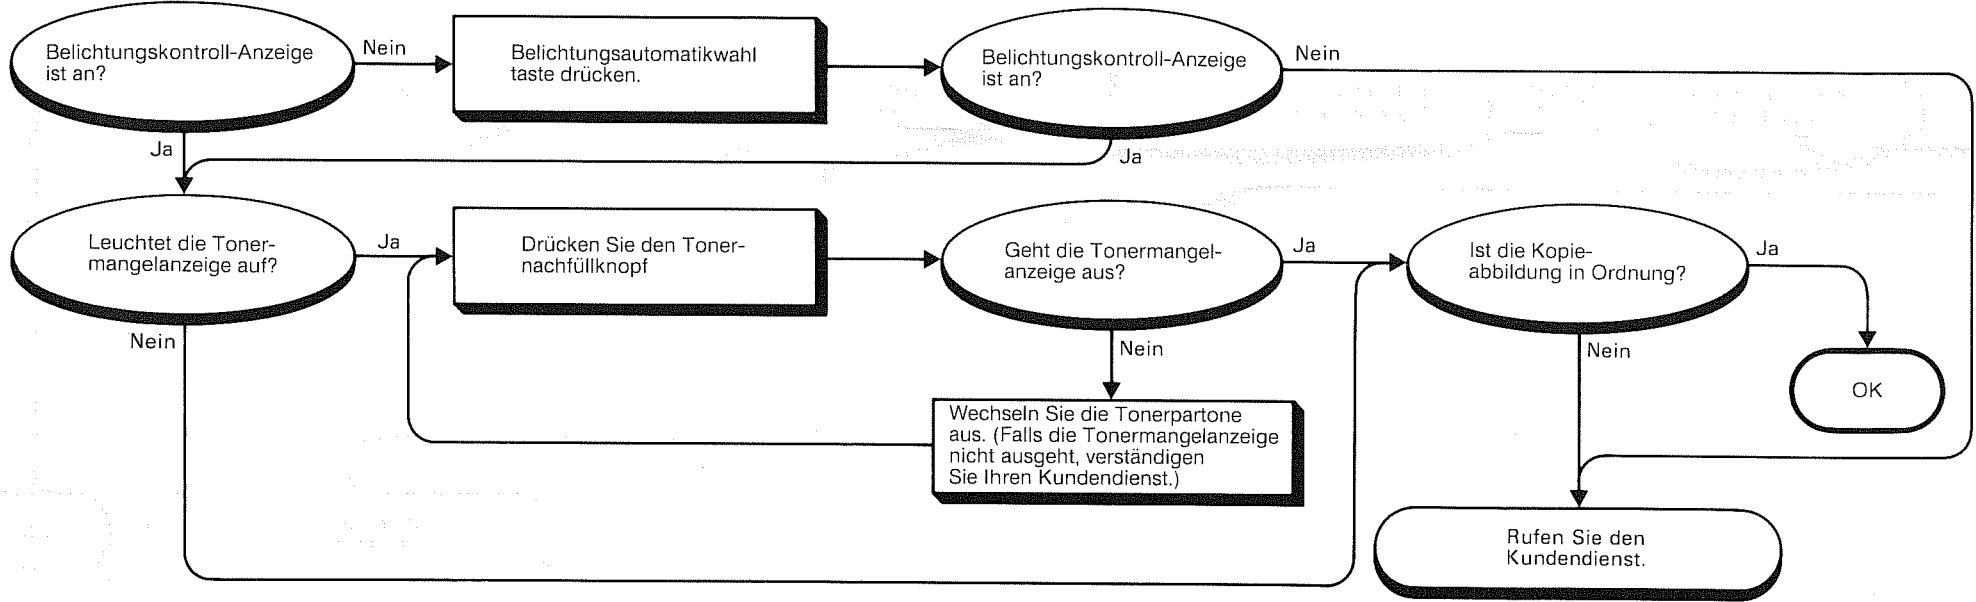 Belichtungskontroll-Anzeige
ist an?
Nein
Belichtungsautomatikwahl
taste drücken.
Belichtungskontroll-Anzeige
ist an?
Nein
Ja
Ja
Leuchtet die Toner-
mangelanzeige auf?
Ja
Drücken Sie den Toner-
nachfüllknopf
Geht die Tonermangel-
anzeige aus?
Ja
Ist die Kopie-
abbildung in Ordnung?
Ja
Nein
Nein
Nein
OK
Wechseln Sie die Tonerpartone
aus. (Falls die Tonermangelanzeige
nicht ausgeht, verständigen
Sie Ihren Kundendienst.)
Rufen Sie den
Kundendienst.